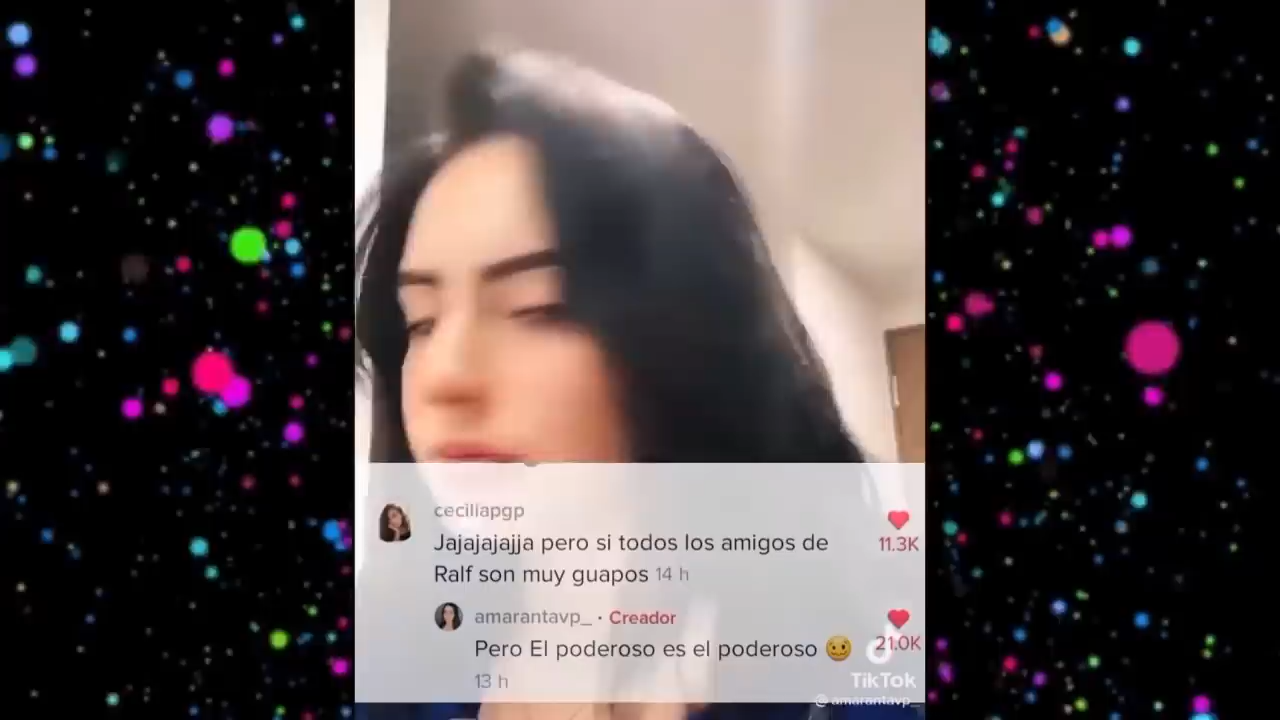 ceciliapgp
Jajajajajja pero si todos los amigos de
Ralf son muy guapos 14 h
11.3K
amarantavp_ · Creador
Pero El poderoso es el poderoso 🥴
21.0K
13 h
TikTok
@amarantavp_